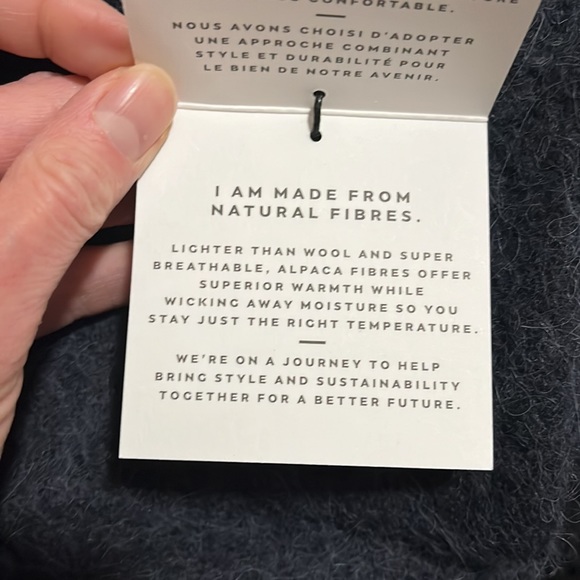 CONFORTABLE.
NOUS AVONS CHOISI D'ADOPTER
UNE APPROCHE COMBINANT
STYLE ET DURABILITÉ POUR
LE BIEN DE NOTRE AVENIR.
I AM MADE FROM
NATURAL FIBRES.
LIGHTER THAN WOOL AND SUPER
BREATHABLE, ALPACA FIBRES OFFER
SUPERIOR WARMTH WHILE
WICKING AWAY MOISTURE SO YOU
STAY JUST THE RIGHT TEMPERATURE.
WE'RE ON A JOURNEY TO HELP
BRING STYLE AND SUSTAINABILITY
TOGETHER FOR A BETTER FUTURE.